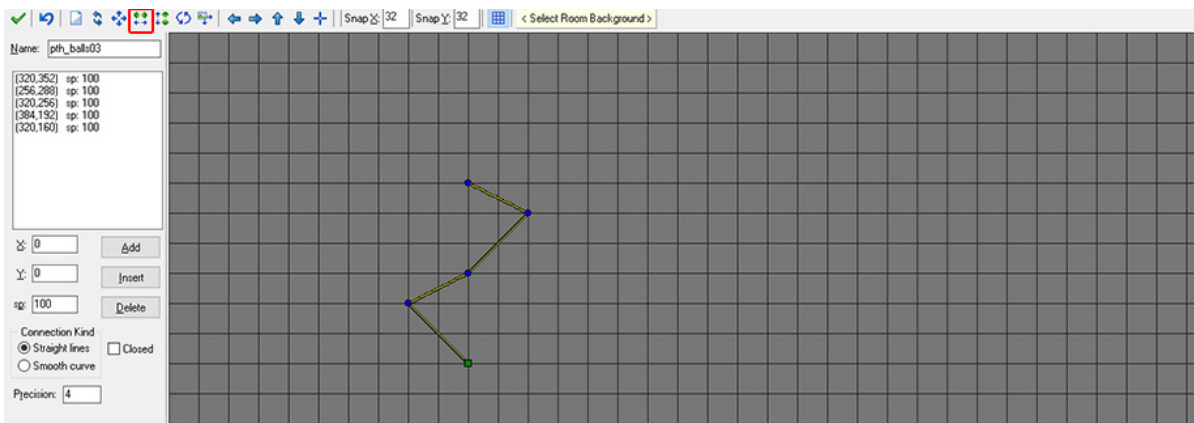 Snap X: 32 Snap Y: 32 < Select Room Background >
Name: pth_balls03
(320,352) sp: 100
(256,288) sp: 100
(320,256) sp: 100
(384,192) sp: 100
(320,160) sp: 100
X: 0 Add
Y: 0 Insert
sp: 100 Delete
Connection Kind
Straight lines Closed
Smooth curve
Precision: 4